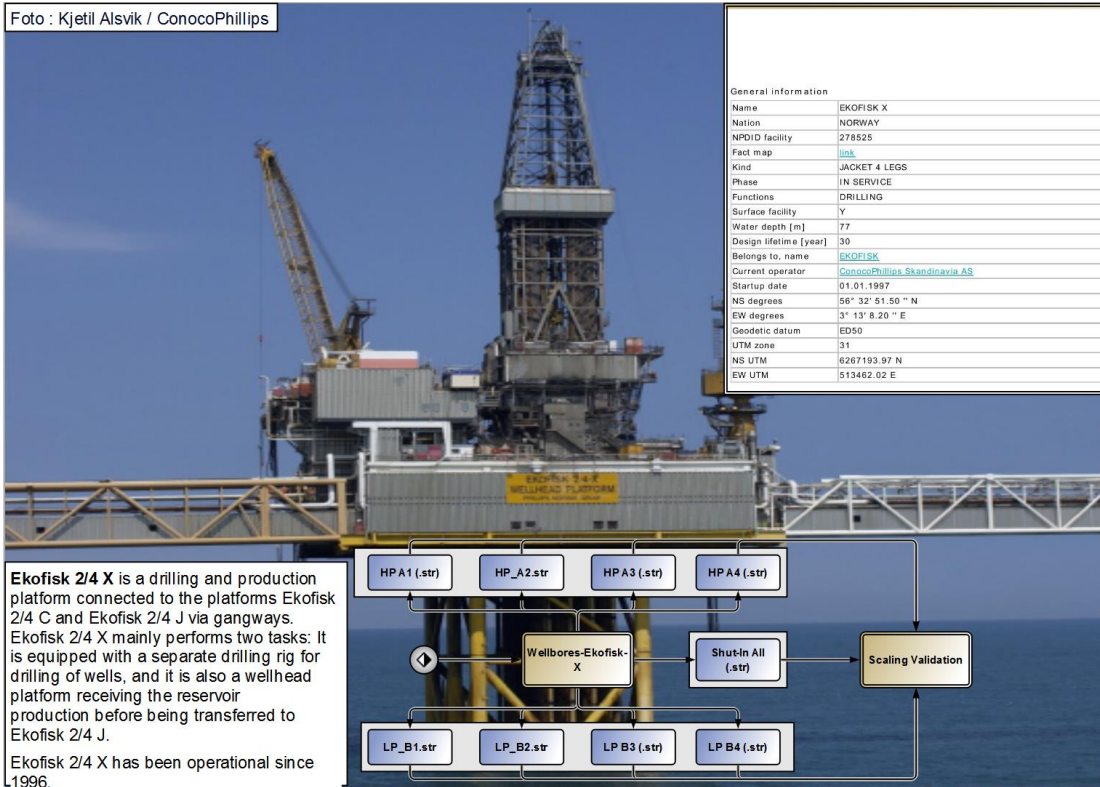 Foto : Kjetil Alsvik / ConocoPhillips
General information
Name EKOFISK X
Nation NORWAY
NPDID facility 278525
Fact map link
Kind JACKET 4 LEGS
Phase IN SERVICE
Functions DRILLING
Surface facility Y
Water depth [m] 77
Design lifetime [year] 30
Belongs to, name EKOFISK
Current operator ConocoPhillips Skandinavia AS
Startup date 01.01.1997
NS degrees 56° 32' 51.50 '' N
EW degrees 3° 13' 8.20 '' E
Geodetic datum ED50
UTM zone 31
NS UTM 6267193.97 N
EW UTM 513462.02 E
EKOFISK 2/4-X
WELLHEAD PLATFORM
HP A1 (.str)
HP_A2.str
HP A3 (.str)
HP A4 (.str)
Ekofisk 2/4 X is a drilling and production
platform connected to the platforms Ekofisk
2/4 C and Ekofisk 2/4 J via gangways.
Ekofisk 2/4 X mainly performs two tasks: It
is equipped with a separate drilling rig for
drilling of wells, and it is also a wellhead
platform receiving the reservoir
production before being transferred to
Ekofisk 2/4 J.
Ekofisk 2/4 X has been operational since
1996.
Wellbores-Ekofisk-
X
Shut-In All
(.str)
Scaling Validation
LP_B1.str
LP_B2.str
LP B3 (.str)
LP B4 (.str)